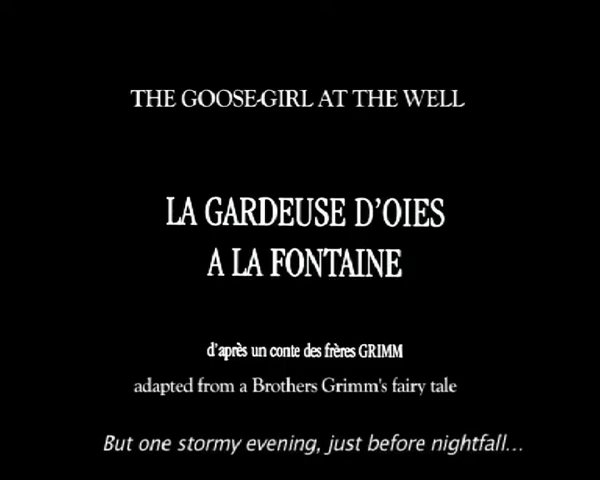 THE GOOSE-GIRL AT THE WELL
LA GARDEUSE D'OIES
A LA FONTAINE
d'après un conte des frères GRIMM
adapted from a Brothers Grimm's fairy tale
But one stormy evening, just before nightfall...